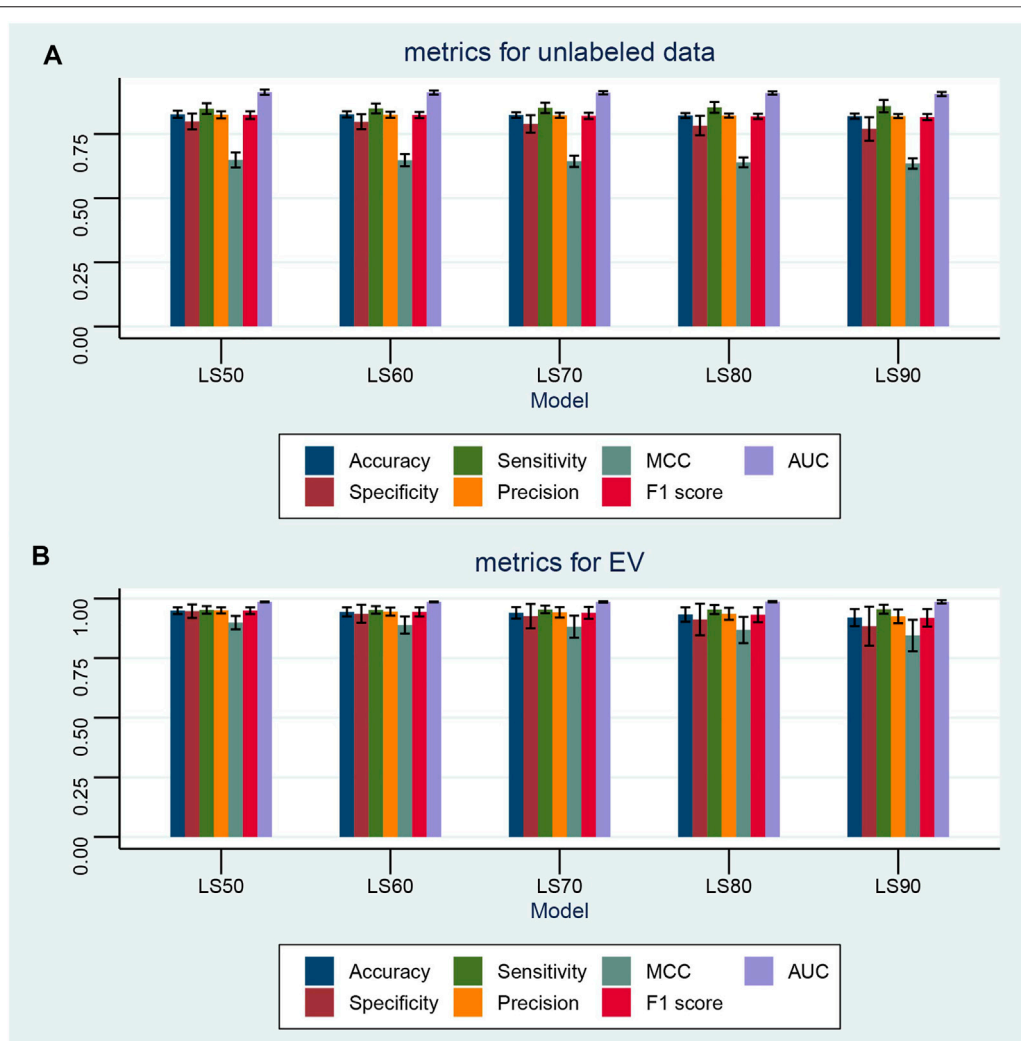 A
metrics for unlabeled data
0.75
0.50
0.25
0.00
LS50 LS60 LS70 LS80 LS90
Model
Accuracy Sensitivity MCC AUC
Specificity Precision F1 score
B
metrics for EV
1.00
0.75
0.50
0.25
0.00
LS50 LS60 LS70 LS80 LS90
Model
Accuracy Sensitivity MCC AUC
Specificity Precision F1 score